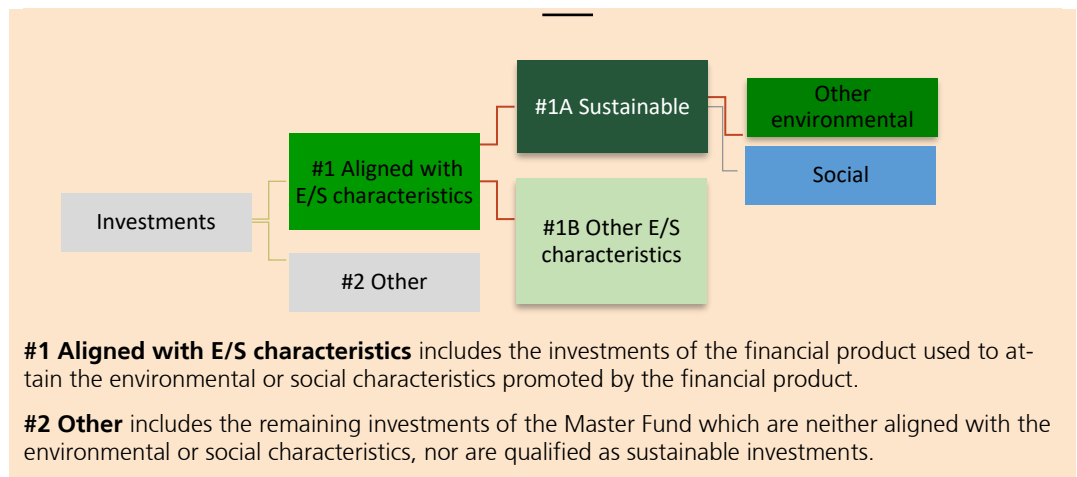 #1A Sustainable
Other
environmental
#1 Aligned with
E/S characteristics
Social
Investments
#1B Other E/S
characteristics
#2 Other
#1 Aligned with E/S characteristics includes the investments of the financial product used to at-
tain the environmental or social characteristics promoted by the financial product.
#2 Other includes the remaining investments of the Master Fund which are neither aligned with the
environmental or social characteristics, nor are qualified as sustainable investments.